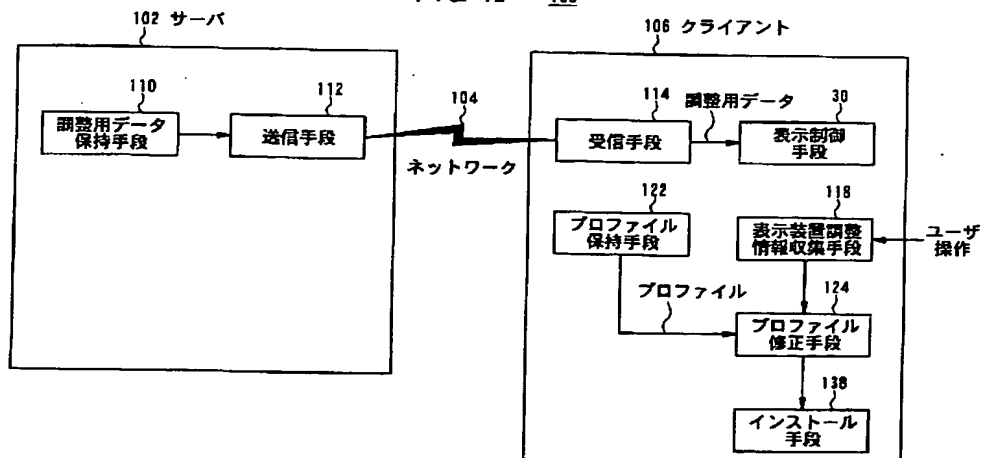 102 サーバ
106 クライアント
110
調整用データ
保持手段
112
送信手段
104
ネットワーク
114
受信手段
調整用データ
30
表示制御
手段
122
プロファイル
保持手段
118
表示装置調整
情報収集手段
ユーザ
操作
プロファイル
124
プロファイル
修正手段
138
インストール
手段